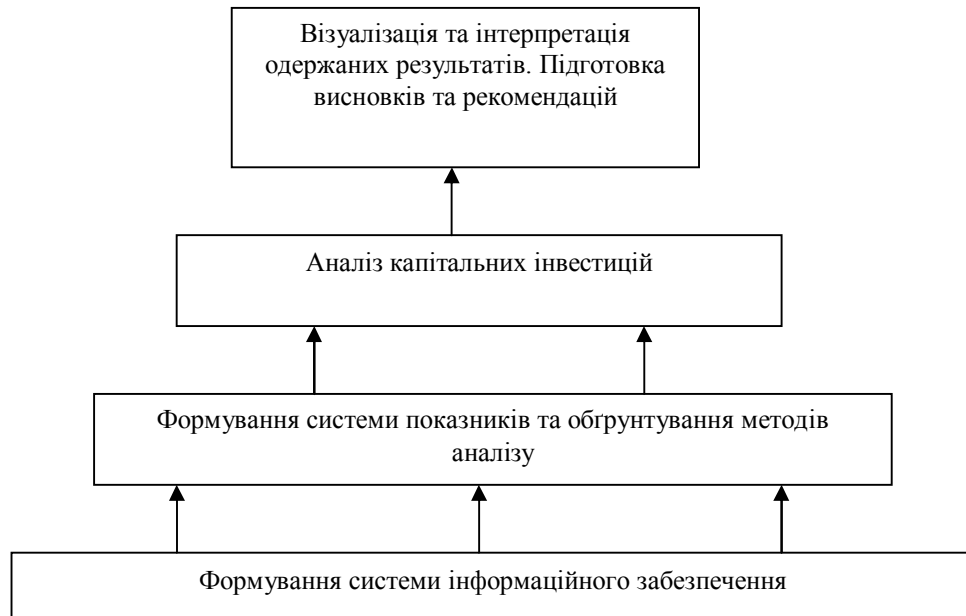 Візуалізація та інтерпретація
одержаних результатів. Підготовка
висновків та рекомендацій
Аналіз капітальних інвестицій
Формування системи показників та обґрунтування методів
аналізу
Формування системи інформаційного забезпечення